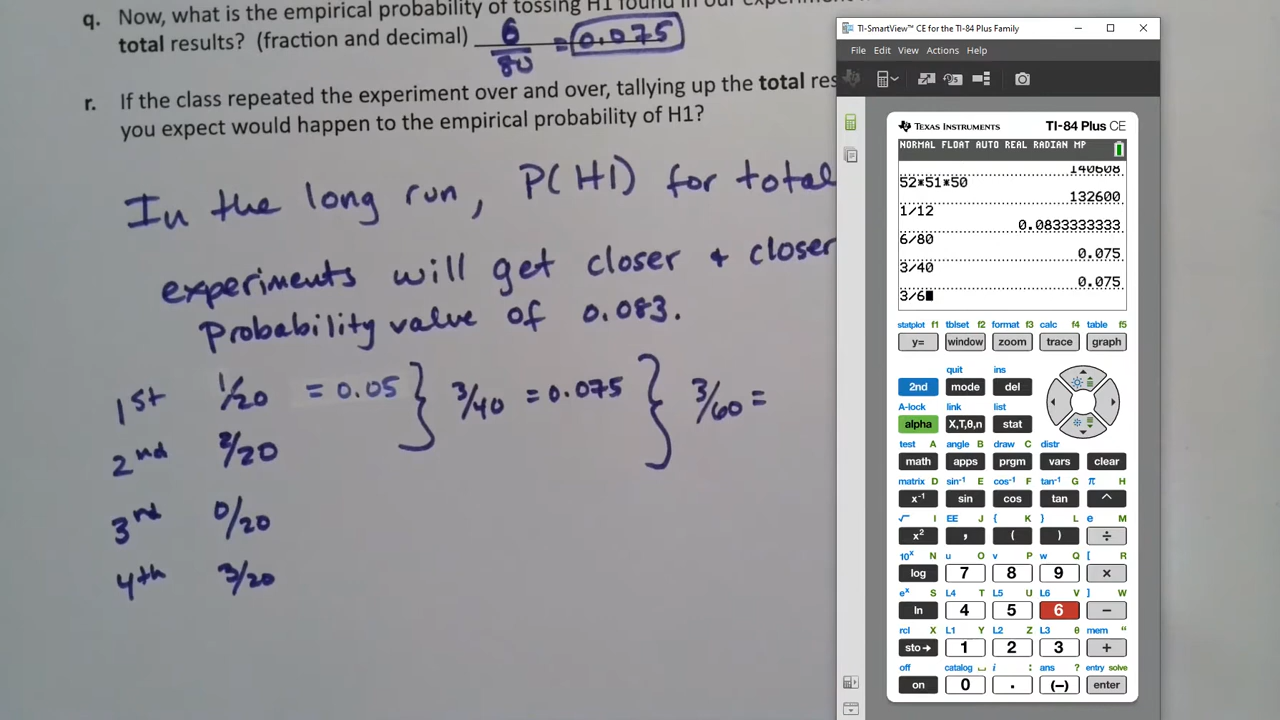 q. Now, what is the empirical probability of tossing H1 found in our experiment
total results? (fraction and decimal) 6/80 = 0.075
r. If the class repeated the experiment over and over, tallying up the total res
you expect would happen to the empirical probability of H1?
In the long run, P(H1) for total
experiments will get closer + closer
Probability value of 0.083.
1st 1/20 = 0.05 } 3/40 = 0.075 } 3/60 =
2nd 2/20
3rd 0/20
4th 3/20
TI-SmartView™ CE for the TI-84 Plus Family
File Edit View Actions Help
TEXAS INSTRUMENTS TI-84 Plus CE
NORMAL FLOAT AUTO REAL RADIAN MP
140608
52*51*50
132600
1/12
0.0833333333
6/80
0.075
3/40
0.075
3/6
statplot f1 tblset f2 format f3 calc f4 table f5
y= window zoom trace graph
quit ins
2nd mode del
A-lock link list
alpha X,T,θ,n stat
test A angle B draw C distr
math apps prgm vars clear
matrix D sin⁻¹ E cos⁻¹ F tan⁻¹ G π H
x⁻¹ sin cos tan ^
√ I EE J { K } L e M
x² , ( ) ÷
10ˣ N u O v P w Q [ R
log 7 8 9 ×
eˣ S L4 T L5 U L6 V ] W
ln 4 5 6 −
rcl X L1 Y L2 Z L3 θ mem "
sto→ 1 2 3 +
off catalog i : ans ? entry solve
on 0 . (−) enter